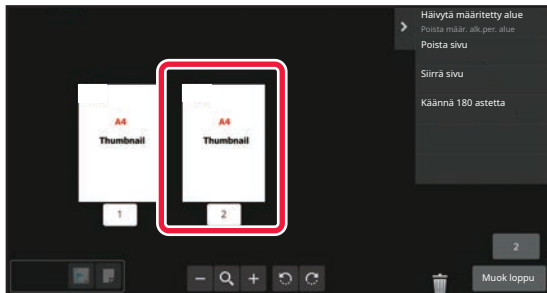 Häivytä määritetty alue
Poista määr. alk.per. alue
Poista sivu
Siirrä sivu
Käännä 180 astetta
A4
Thumbnail
A4
Thumbnail
1
2
2
Muok loppu